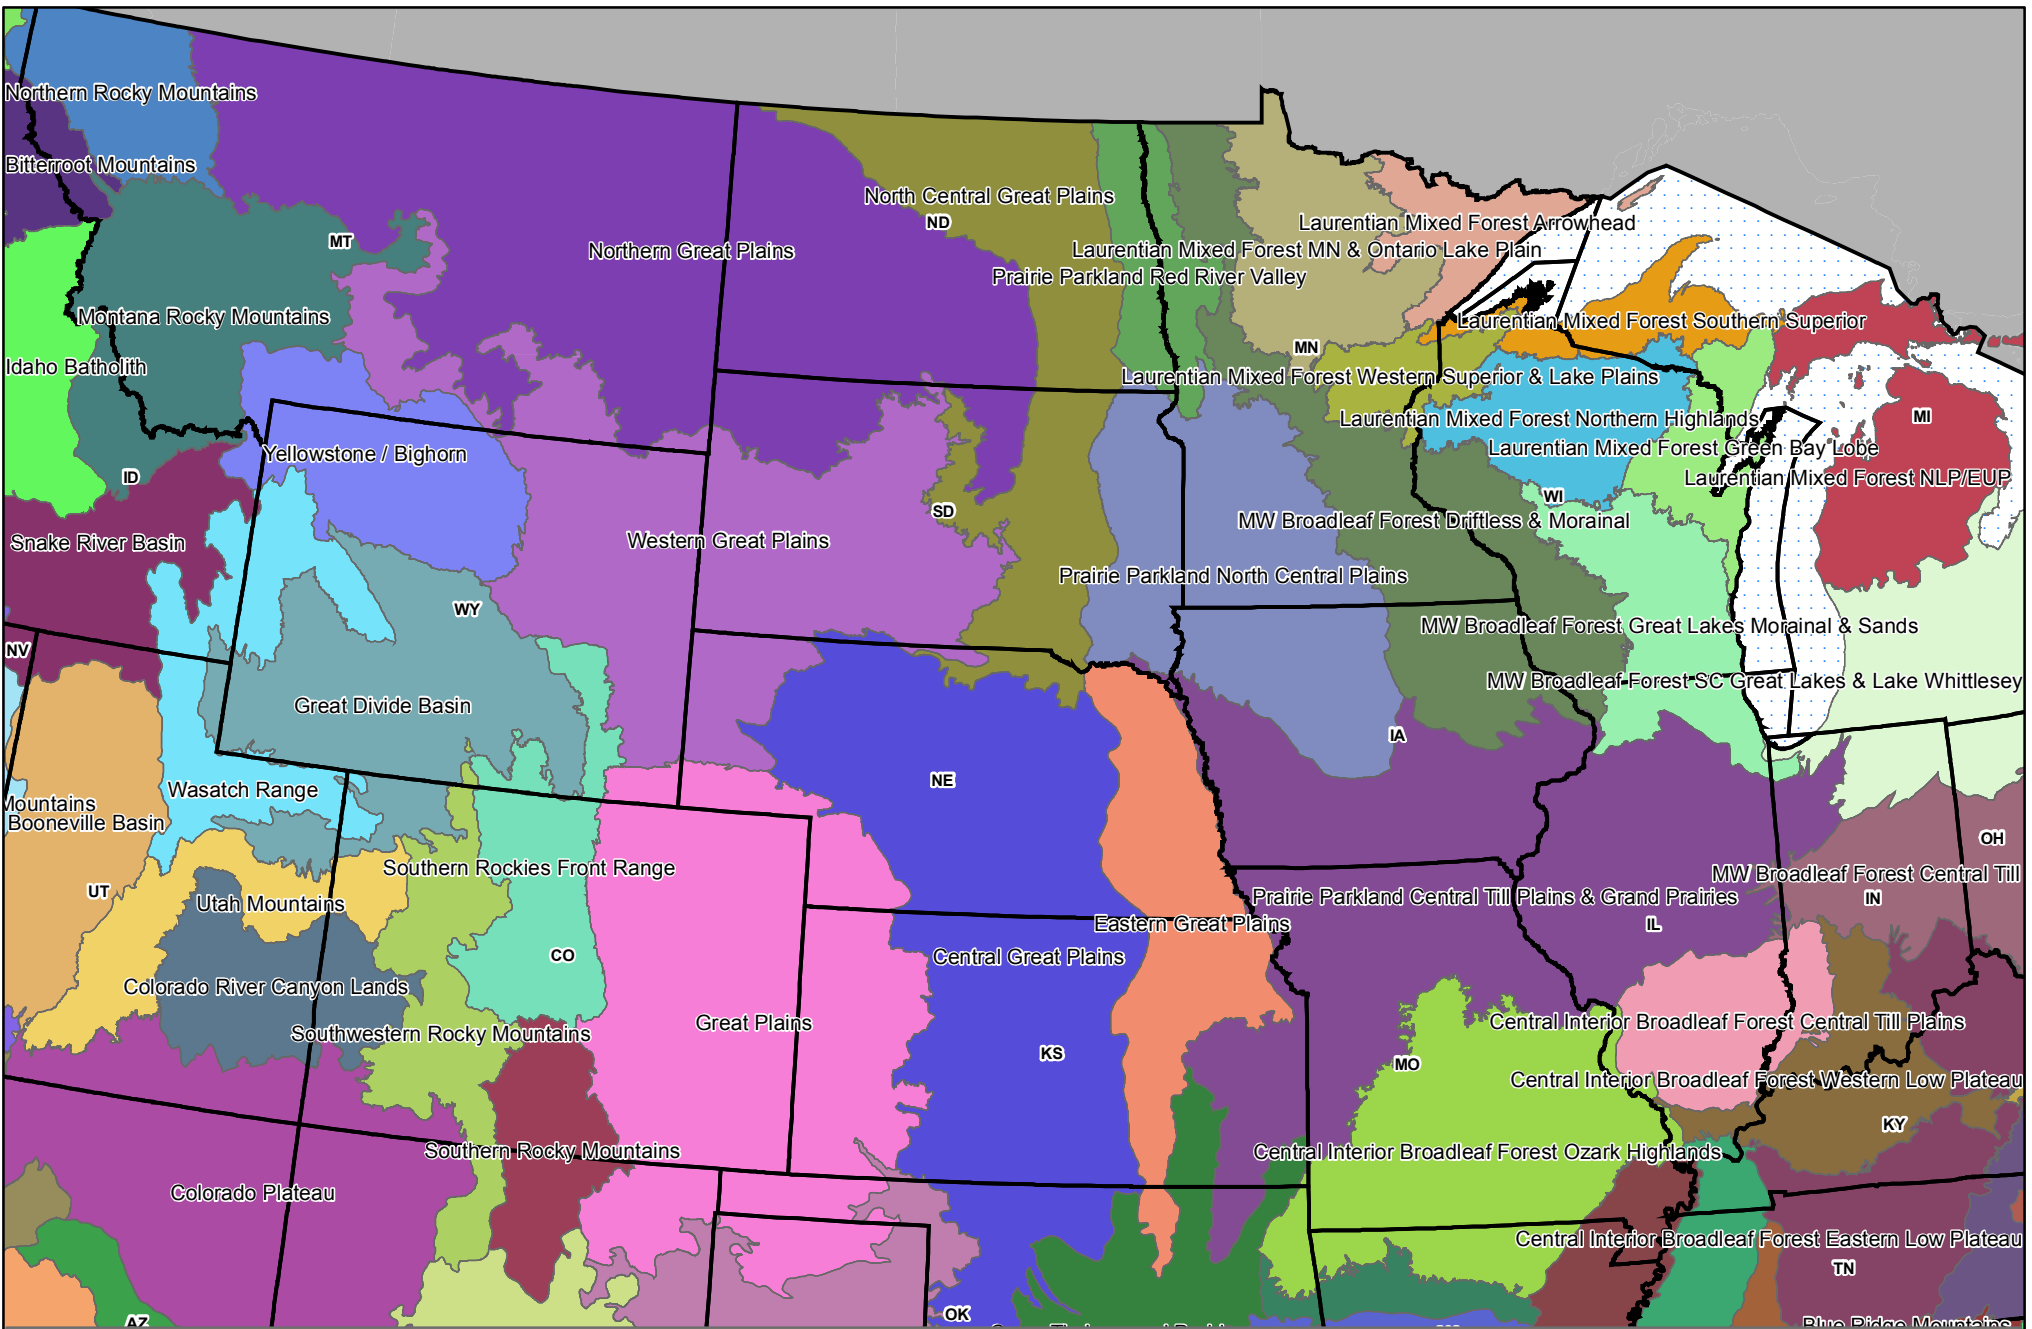 Northern Rocky Mountains
Bitterroot Mountains
North Central Great Plains
ND
Laurentian Mixed Forest Arrowhead
MT
Northern Great Plains
Laurentian Mixed Forest MN & Ontario Lake Plain
Prairie Parkland Red River Valley
Montana Rocky Mountains
Laurentian Mixed Forest Southern Superior
MN
Idaho Batholith
Laurentian Mixed Forest Western Superior & Lake Plains
Laurentian Mixed Forest Northern Highlands
MI
Yellowstone / Bighorn
Laurentian Mixed Forest Green Bay Lobe
ID
Laurentian Mixed Forest NLP/EUP
WI
SD
Snake River Basin
Western Great Plains
MW Broadleaf Forest Driftless & Morainal
Prairie Parkland North Central Plains
WY
MW Broadleaf Forest Great Lakes Morainal & Sands
NV
MW Broadleaf Forest SC Great Lakes & Lake Whittlesey
Great Divide Basin
IA
NE
Wasatch Range
Mountains
Booneville Basin
OH
Southern Rockies Front Range
MW Broadleaf Forest Central Till
UT
Utah Mountains
Prairie Parkland Central Till Plains & Grand Prairies
IN
Eastern Great Plains
IL
CO
Central Great Plains
Colorado River Canyon Lands
Great Plains
Central Interior Broadleaf Forest Central Till Plains
Southwestern Rocky Mountains
KS
MO
Central Interior Broadleaf Forest Western Low Plateau
KY
Southern Rocky Mountains
Central Interior Broadleaf Forest Ozark Highlands
Colorado Plateau
Central Interior Broadleaf Forest Eastern Low Plateau
TN
OK
AZ
Blue Ridge Mountains